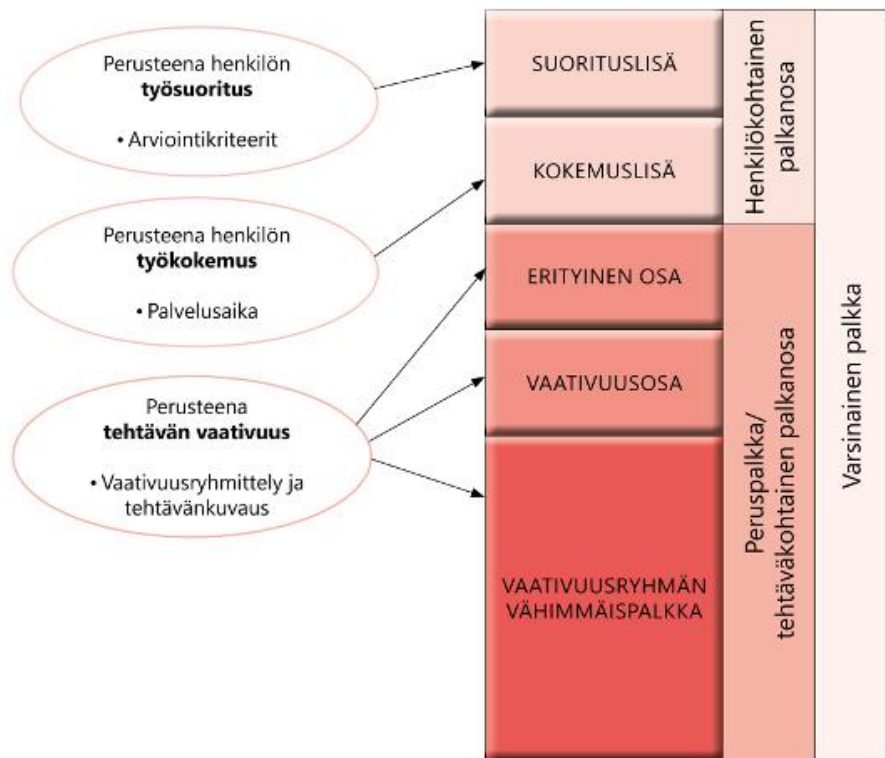 Perusteena henkilön
työsuoritus
• Arviointikriteerit
Perusteena henkilön
työkokemus
• Palvelusaika
Perusteena
tehtävän vaativuus
• Vaativuusryhmittely ja
tehtävänkuvaus
SUORITUSLISÄ
KOKEMUSLISÄ
ERITYINEN OSA
VAATIVUUSOSA
VAATIVUUSRYHMÄN
VÄHIMMÄISPALKKA
Henkilökohtainen
palkanosa
Peruspalkka/
tehtäväkohtainen palkanosa
Varsinainen palkka